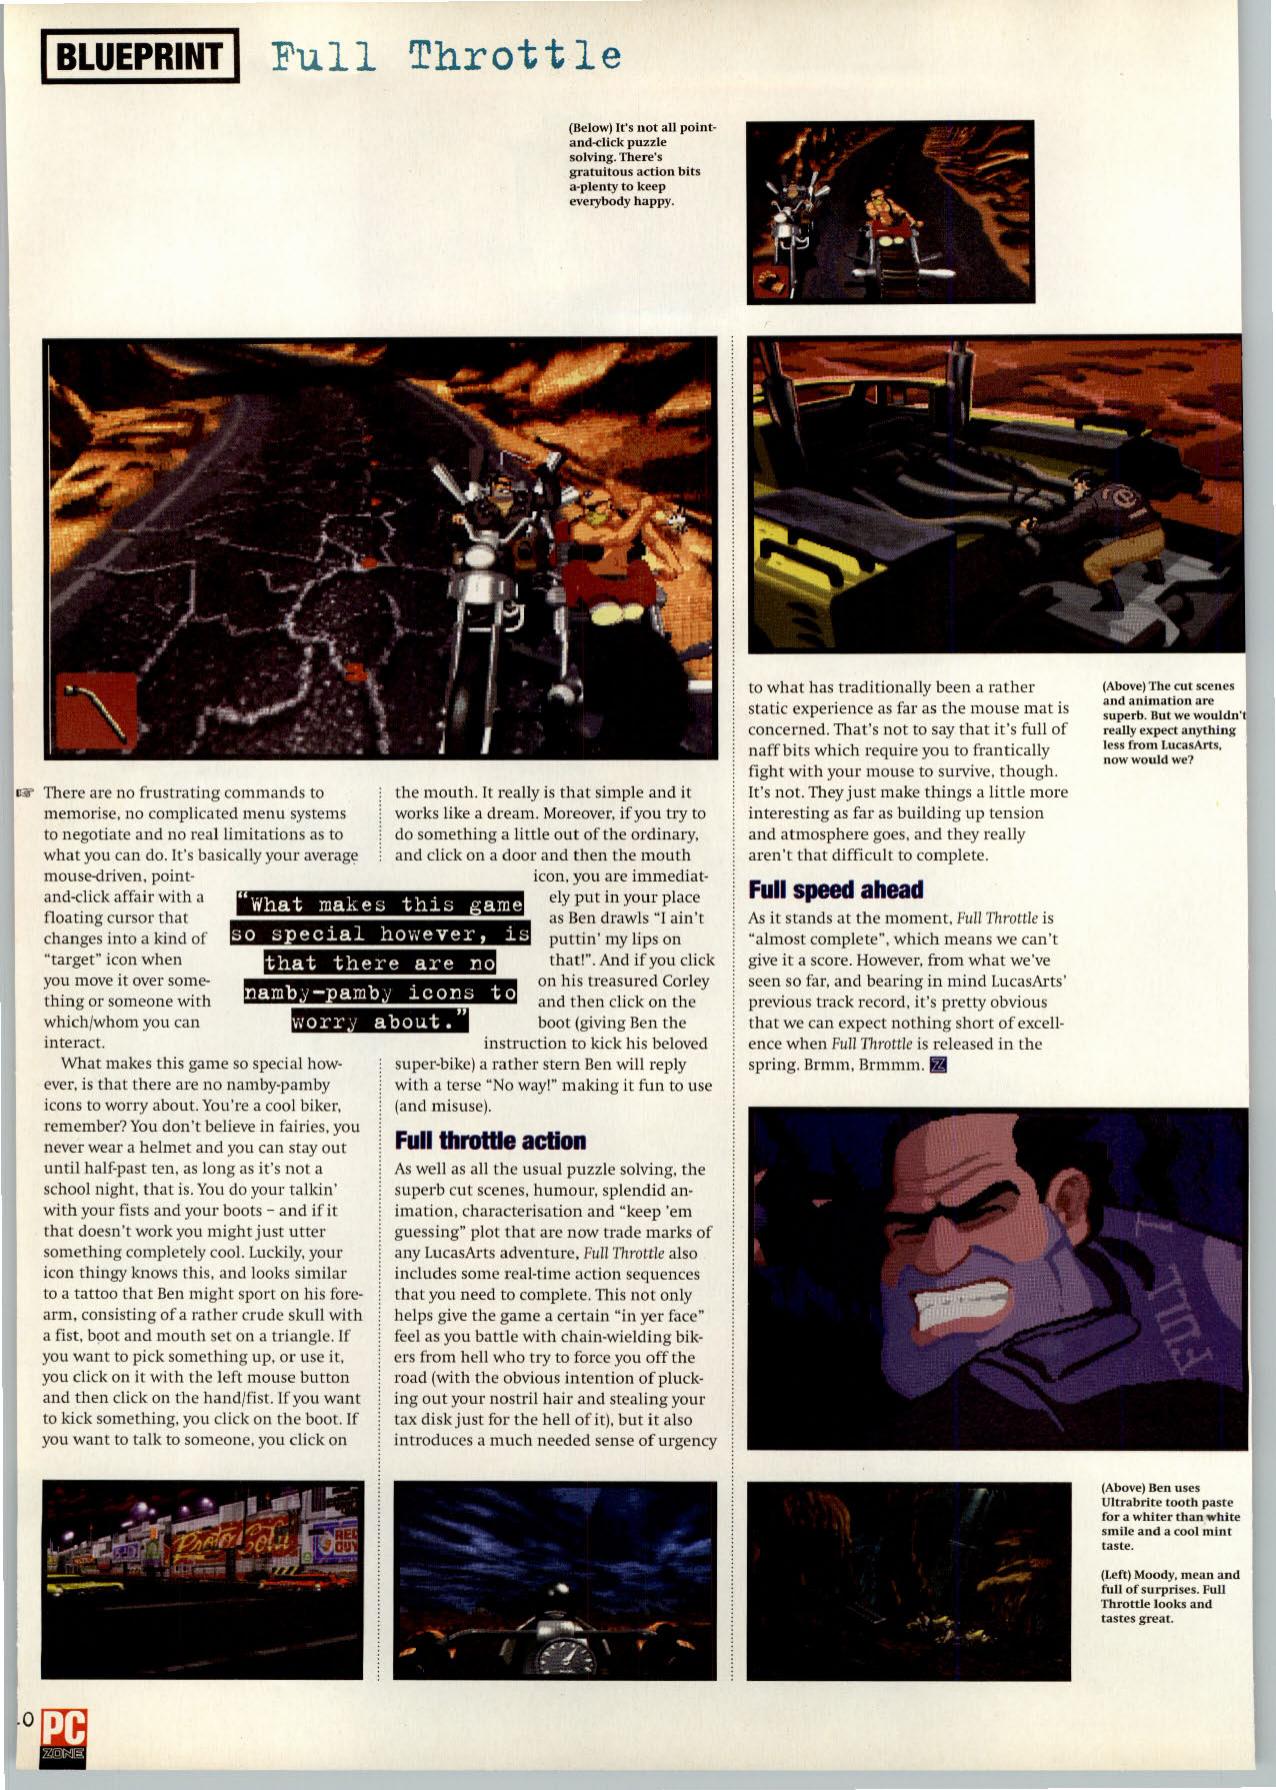 BLUEPRINT Full Throttle
(Below) It's not all point-
and-click puzzle
solving. There's
gratuitous action bits
a-plenty to keep
everybody happy.
☞ There are no frustrating commands to
memorise, no complicated menu systems
to negotiate and no real limitations as to
what you can do. It's basically your average
mouse-driven, point-
and-click affair with a
floating cursor that
changes into a kind of
"target" icon when
you move it over some-
thing or someone with
which/whom you can
interact.
What makes this game so special how-
ever, is that there are no namby-pamby
icons to worry about. You're a cool biker,
remember? You don't believe in fairies, you
never wear a helmet and you can stay out
until half-past ten, as long as it's not a
school night, that is. You do your talkin'
with your fists and your boots – and if it
that doesn't work you might just utter
something completely cool. Luckily, your
icon thingy knows this, and looks similar
to a tattoo that Ben might sport on his fore-
arm, consisting of a rather crude skull with
a fist, boot and mouth set on a triangle. If
you want to pick something up, or use it,
you click on it with the left mouse button
and then click on the hand/fist. If you want
to kick something, you click on the boot. If
you want to talk to someone, you click on
"What makes this game
so special however, is
that there are no
namby-pamby icons to
worry about."
the mouth. It really is that simple and it
works like a dream. Moreover, if you try to
do something a little out of the ordinary,
and click on a door and then the mouth
icon, you are immediat-
ely put in your place
as Ben drawls "I ain't
puttin' my lips on
that!". And if you click
on his treasured Corley
and then click on the
boot (giving Ben the
instruction to kick his beloved
super-bike) a rather stern Ben will reply
with a terse "No way!" making it fun to use
(and misuse).
Full throttle action
As well as all the usual puzzle solving, the
superb cut scenes, humour, splendid an-
imation, characterisation and "keep 'em
guessing" plot that are now trade marks of
any LucasArts adventure, Full Throttle also
includes some real-time action sequences
that you need to complete. This not only
helps give the game a certain "in yer face"
feel as you battle with chain-wielding bik-
ers from hell who try to force you off the
road (with the obvious intention of pluck-
ing out your nostril hair and stealing your
tax disk just for the hell of it), but it also
introduces a much needed sense of urgency
to what has traditionally been a rather
static experience as far as the mouse mat is
concerned. That's not to say that it's full of
naff bits which require you to frantically
fight with your mouse to survive, though.
It's not. They just make things a little more
interesting as far as building up tension
and atmosphere goes, and they really
aren't that difficult to complete.
Full speed ahead
As it stands at the moment, Full Throttle is
"almost complete", which means we can't
give it a score. However, from what we've
seen so far, and bearing in mind LucasArts'
previous track record, it's pretty obvious
that we can expect nothing short of excell-
ence when Full Throttle is released in the
spring. Brmm, Brmmm. Z
(Above) The cut scenes
and animation are
superb. But we wouldn't
really expect anything
less from LucasArts,
now would we?
FULL T
Proto Cola
RED
GUY
(Above) Ben uses
Ultrabrite tooth paste
for a whiter than white
smile and a cool mint
taste.
(Left) Moody, mean and
full of surprises. Full
Throttle looks and
tastes great.
0 PC
ZONE